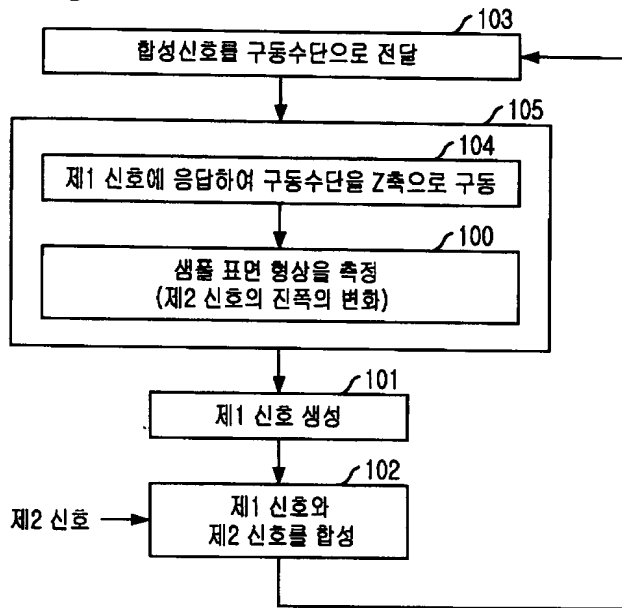 103
합성신호를 구동수단으로 전달
105
104
제1 신호에 응답하여 구동수단을 Z축으로 구동
100
샘플 표면 형상을 측정
(제2 신호의 진폭의 변화)
101
제1 신호 생성
102
제2 신호
제1 신호와
제2 신호를 합성